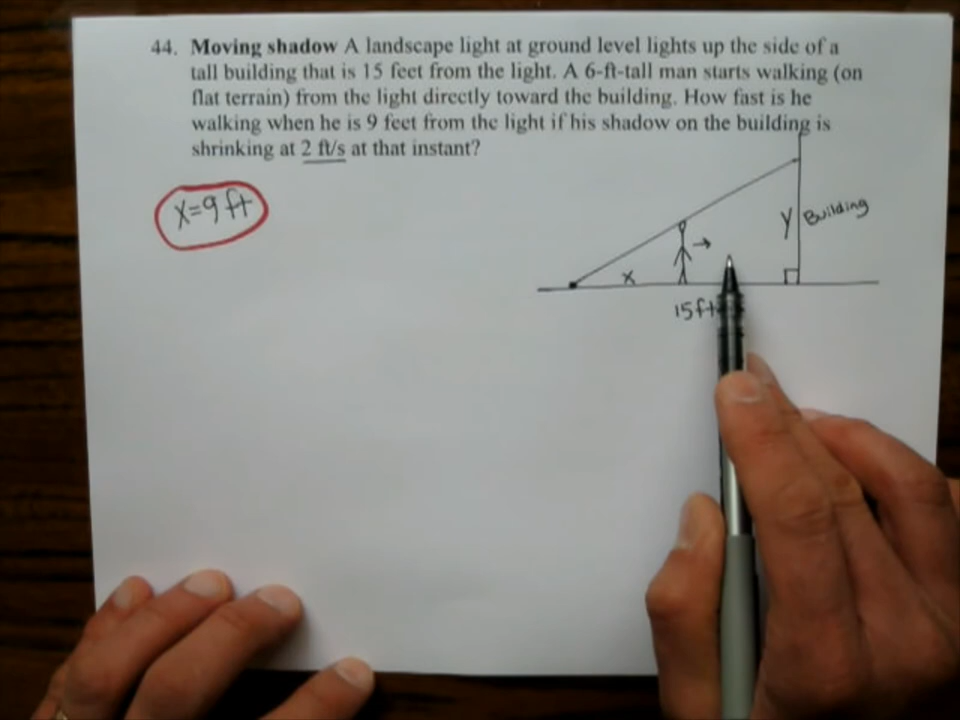 44. Moving shadow A landscape light at ground level lights up the side of a
tall building that is 15 feet from the light. A 6-ft-tall man starts walking (on
flat terrain) from the light directly toward the building. How fast is he
walking when he is 9 feet from the light if his shadow on the building is
shrinking at 2 ft/s at that instant?
x=9 ft
y Building
x
15ft